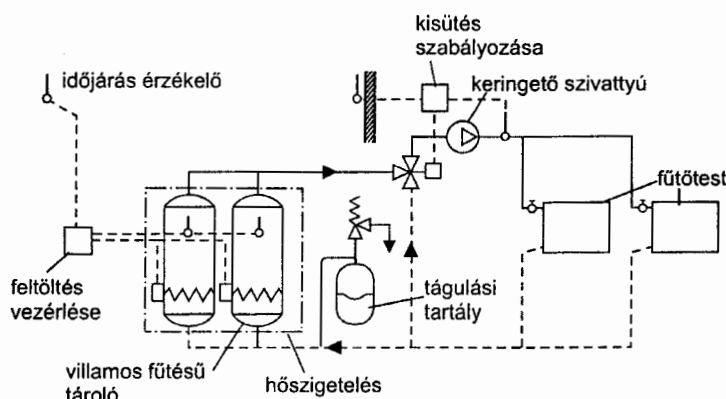 kisütés
szabályozása
időjárás érzékelő
keringető szivattyú
fűtőtest
feltöltés
vezérlése
tágulási
tartály
villamos fűtésű
tároló
hőszigetelés